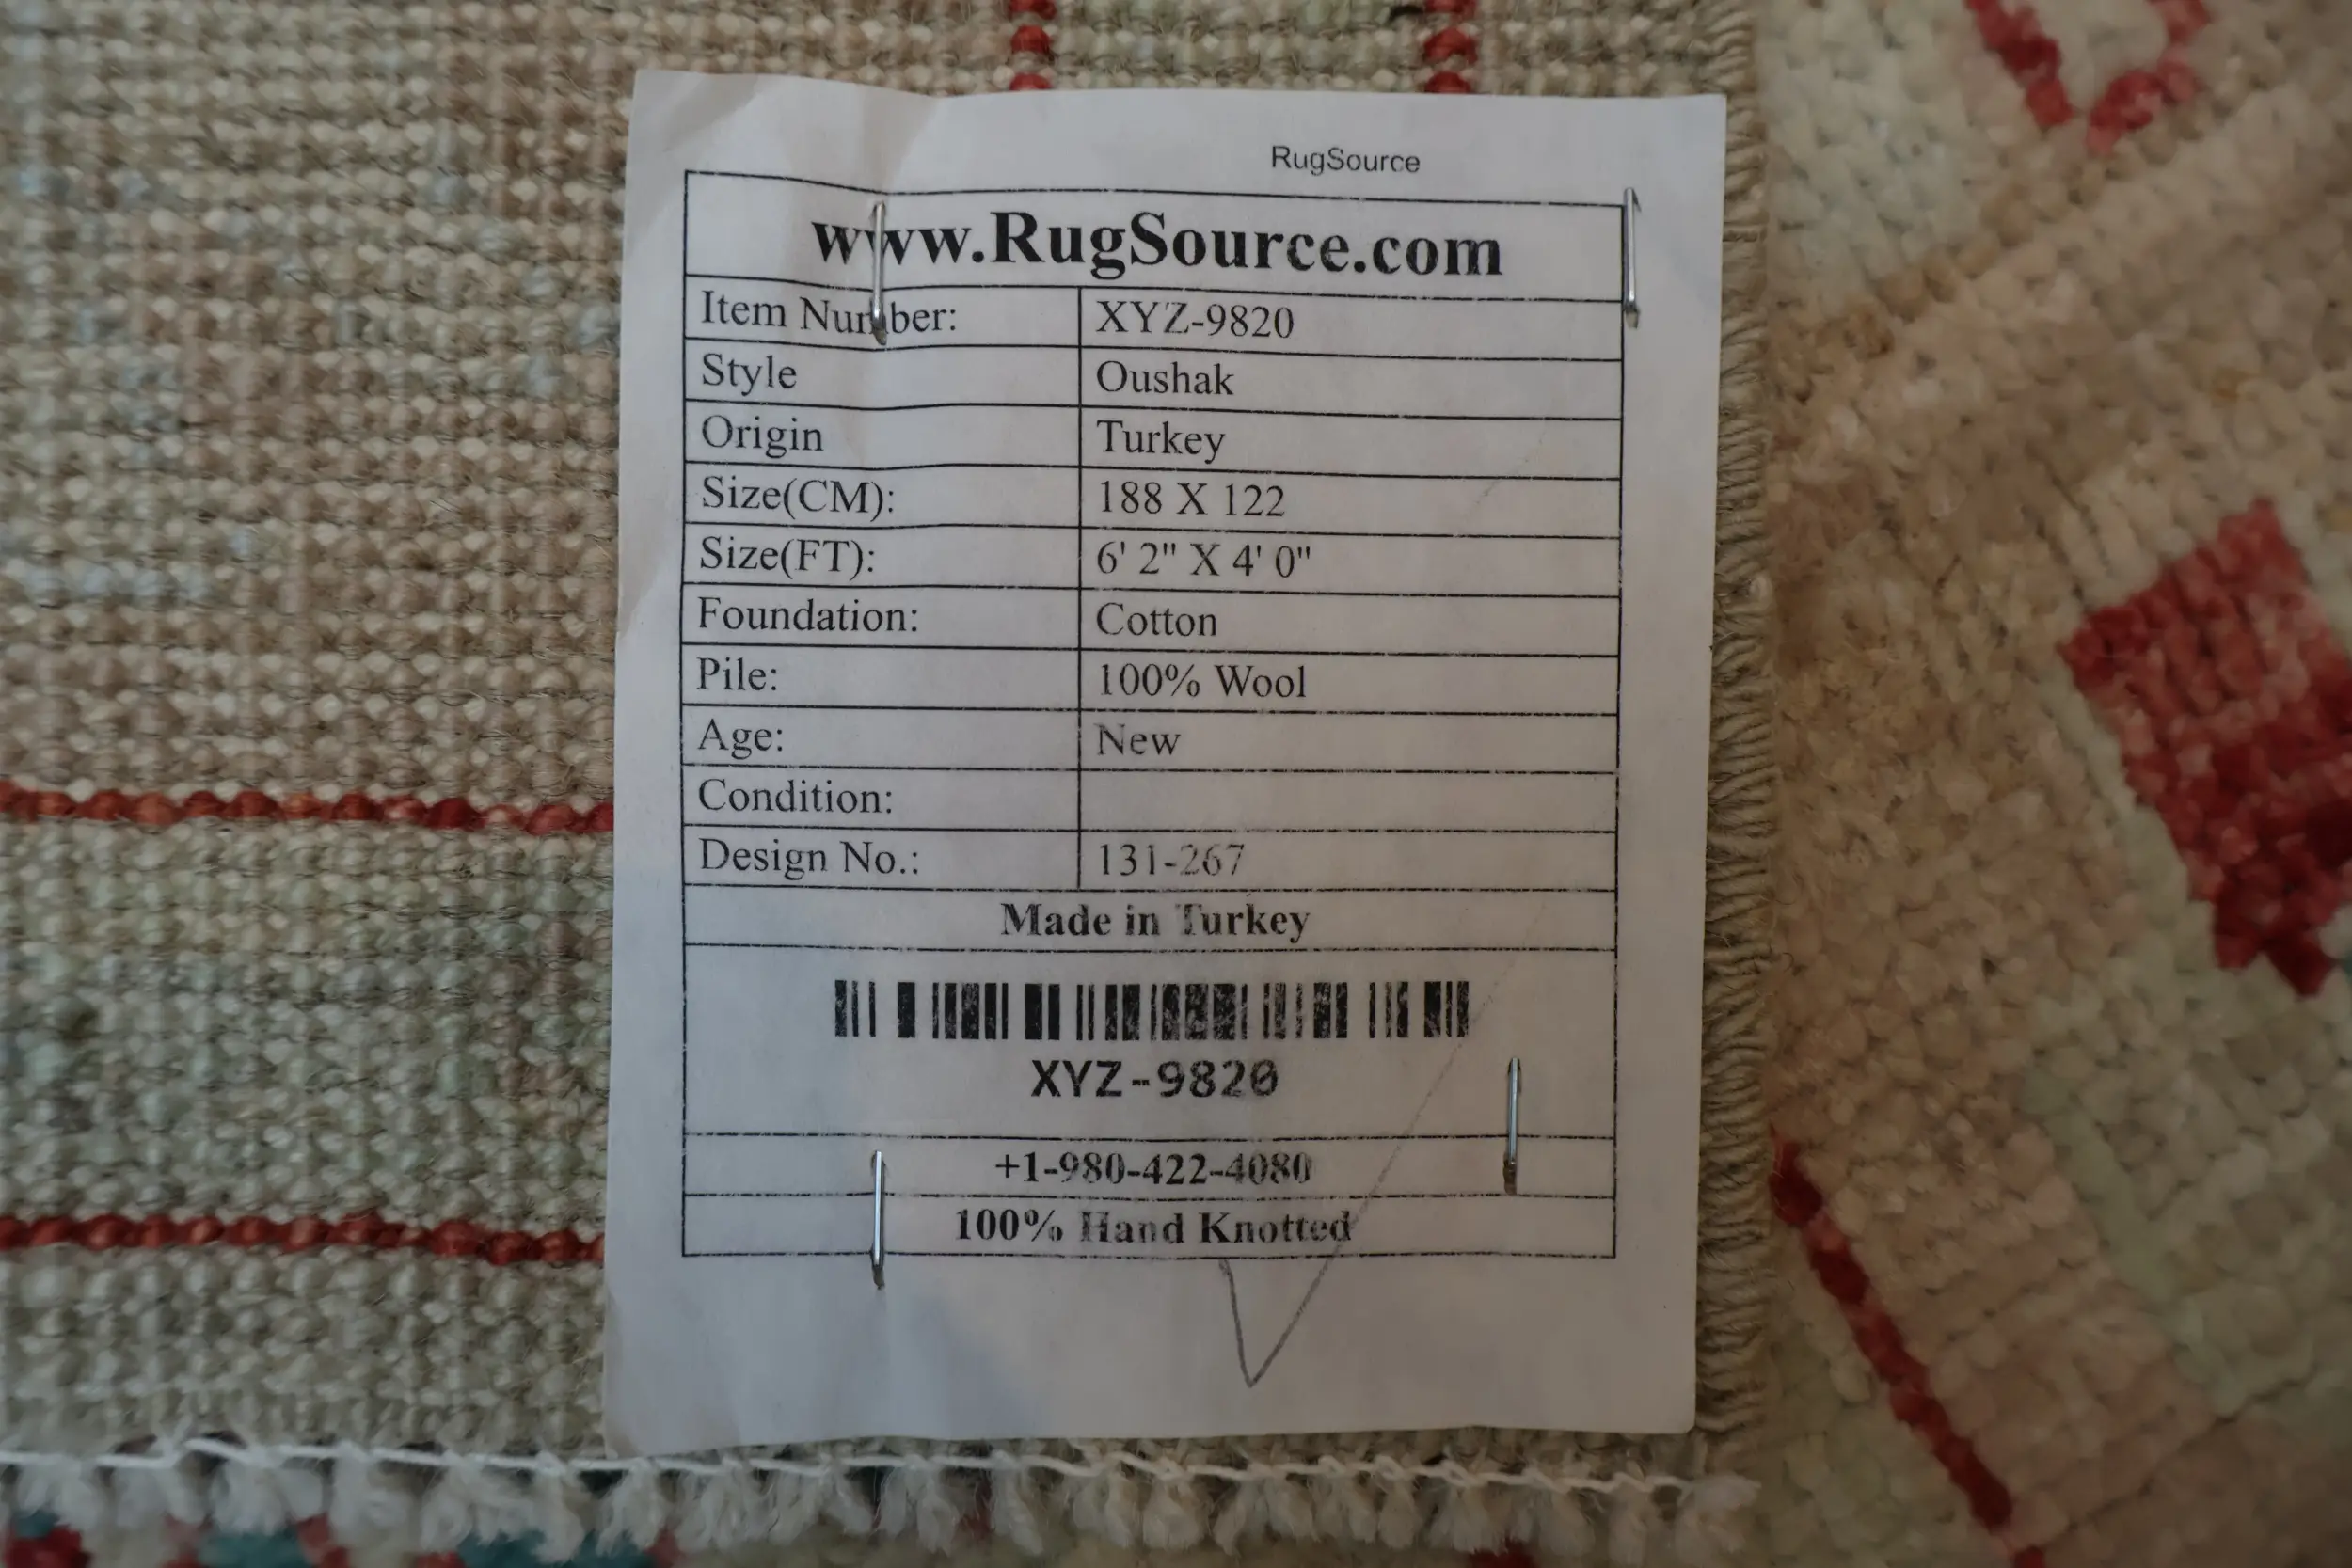 RugSource
www.RugSource.com
Item Number: XYZ-9820
Style Oushak
Origin Turkey
Size(CM): 188 X 122
Size(FT): 6' 2" X 4' 0"
Foundation: Cotton
Pile: 100% Wool
Age: New
Condition:
Design No.: 131-267
Made in Turkey
XYZ-9820
+1-980-422-4080
100% Hand Knotted